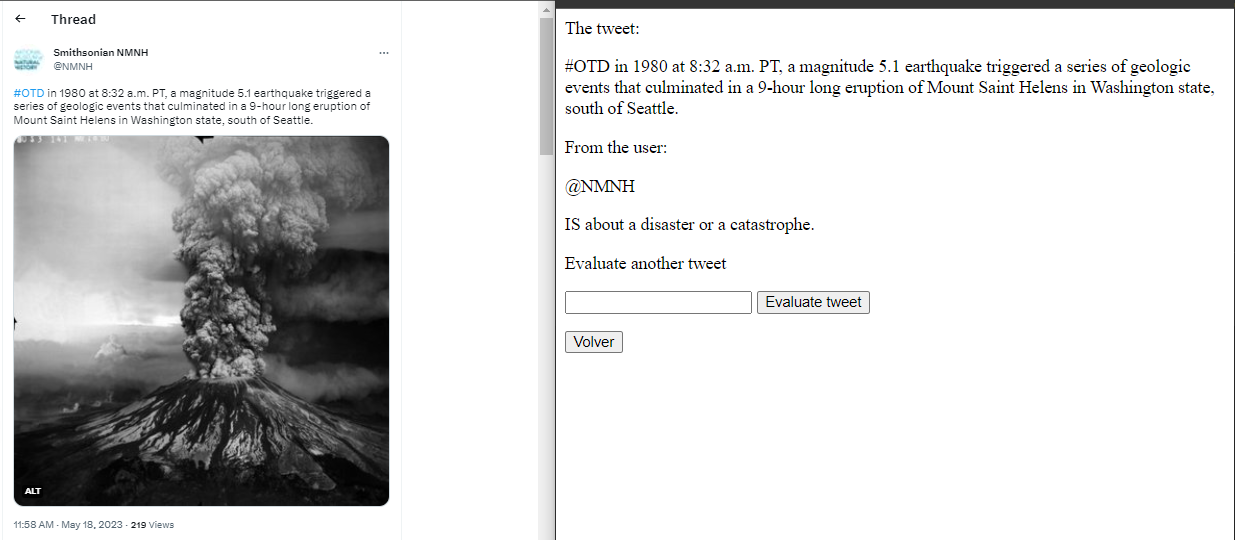 Thread
NATIONAL
MUSEUM of
NATURAL
HISTORY
Smithsonian NMNH
@NMNH
#OTD in 1980 at 8:32 a.m. PT, a magnitude 5.1 earthquake triggered a
series of geologic events that culminated in a 9-hour long eruption of
Mount Saint Helens in Washington state, south of Seattle.
ALT
11:58 AM · May 18, 2023 · 219 Views
The tweet:
#OTD in 1980 at 8:32 a.m. PT, a magnitude 5.1 earthquake triggered a series of geologic
events that culminated in a 9-hour long eruption of Mount Saint Helens in Washington state,
south of Seattle.
From the user:
@NMNH
IS about a disaster or a catastrophe.
Evaluate another tweet
Evaluate tweet
Volver